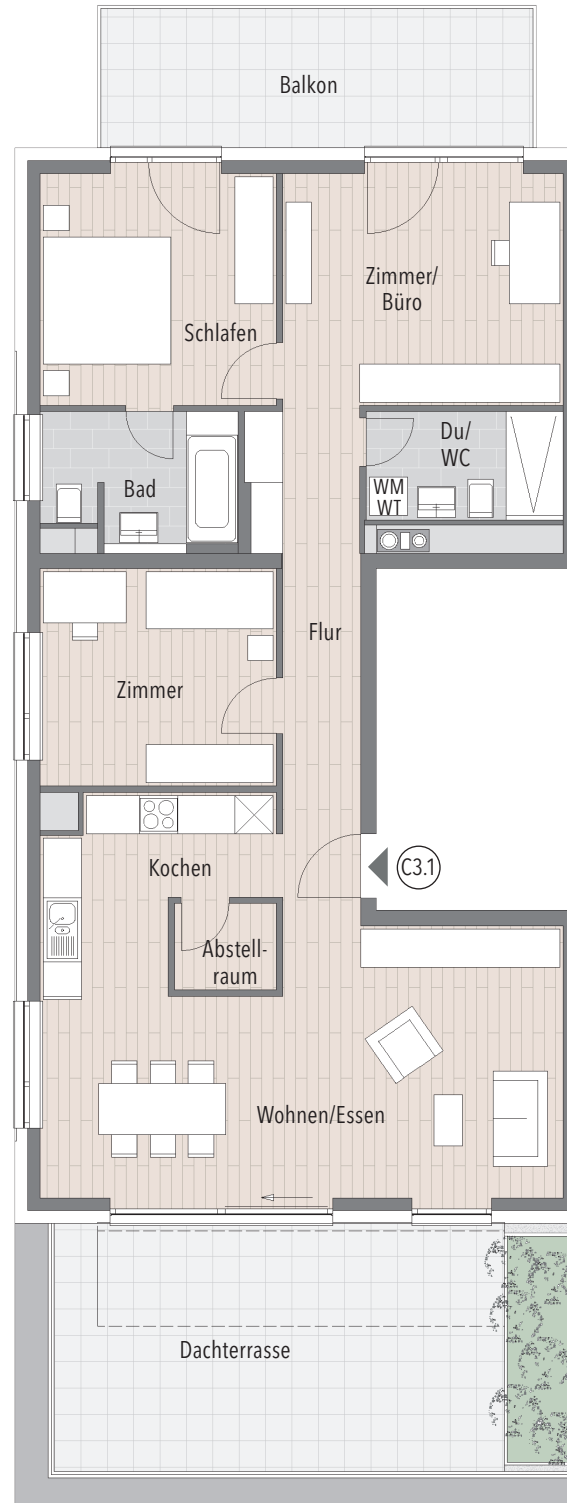 Balkon
Zimmer/
Büro
Schlafen
Du/
WC
Bad
WM
WT
Flur
Zimmer
Kochen
C3.1
Abstell-
raum
Wohnen/Essen
Dachterrasse